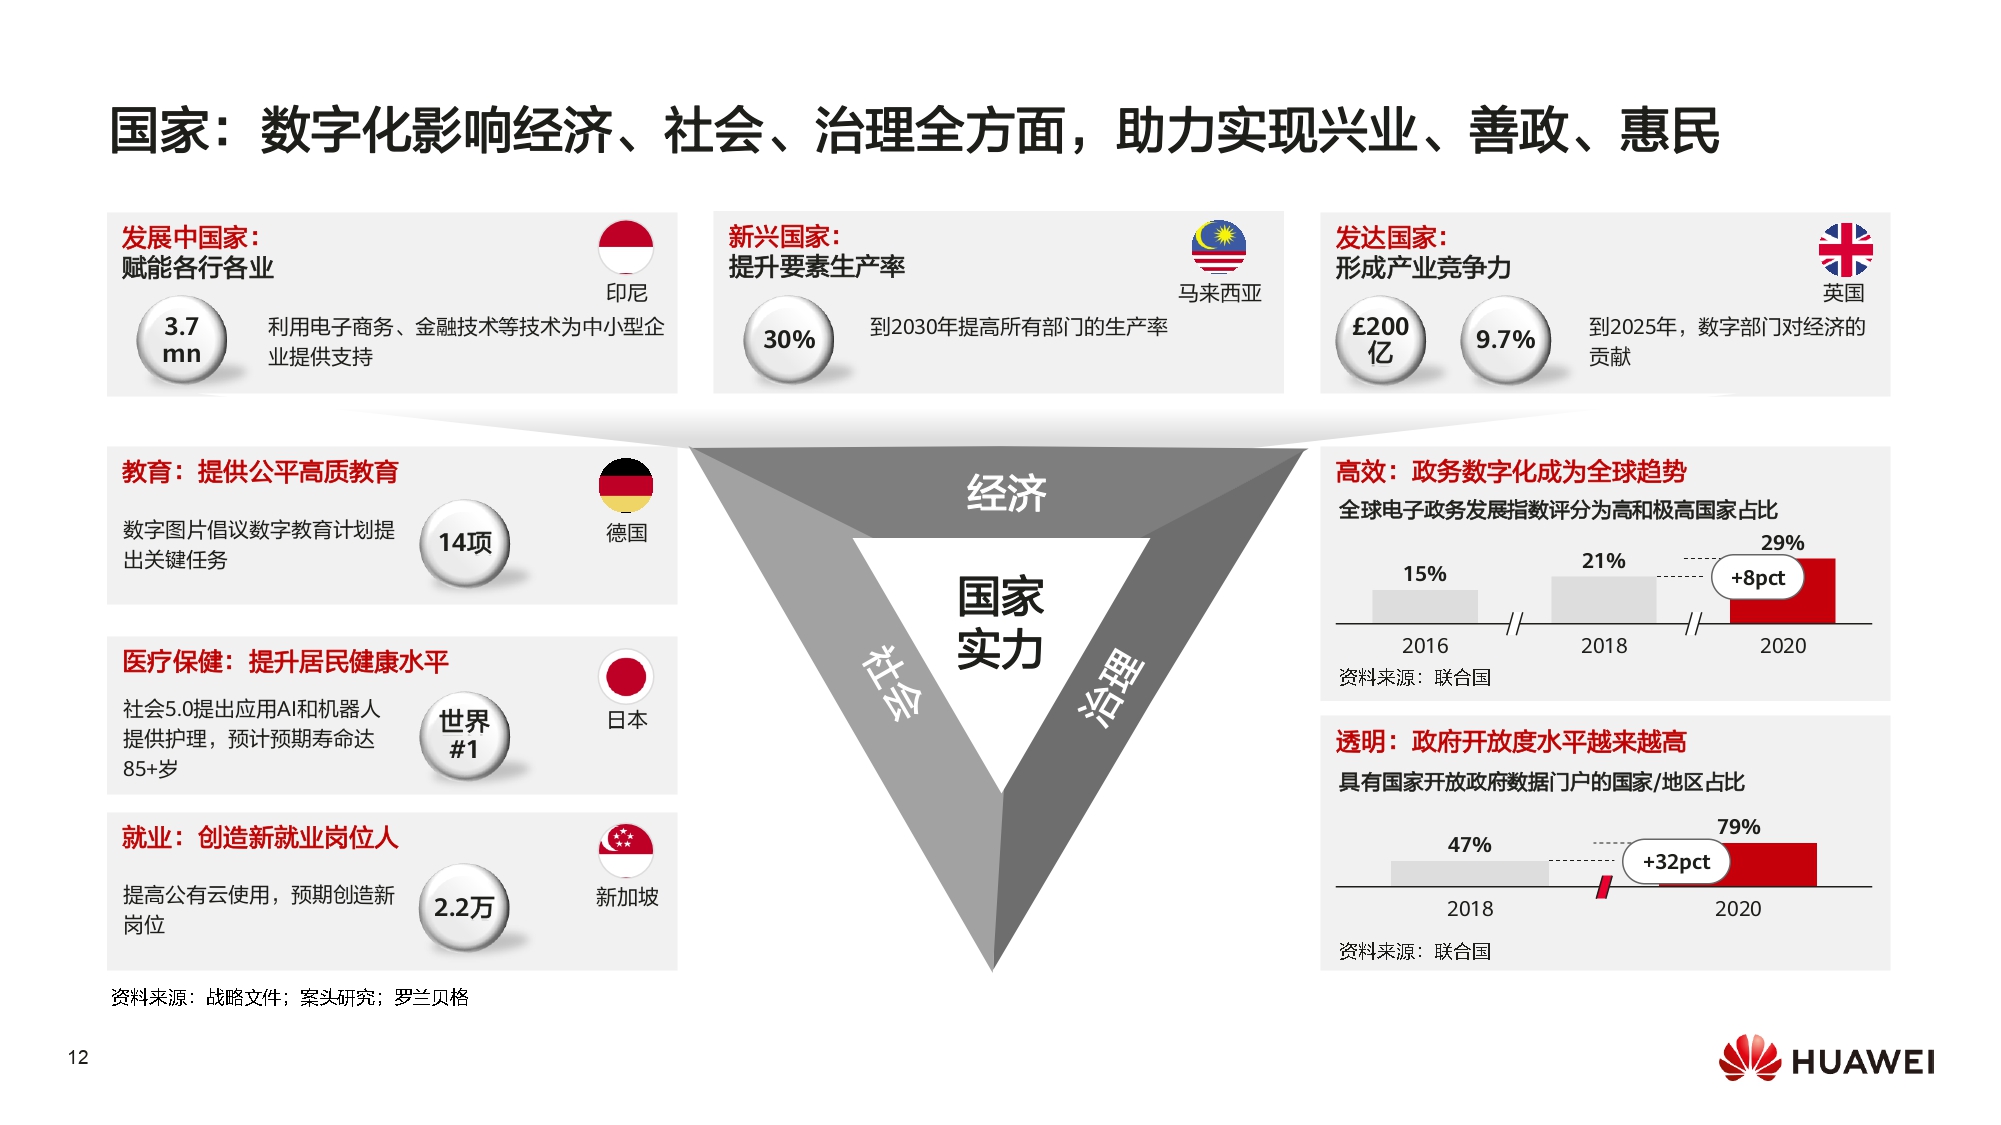 国家：数字化影响经济、社会、治理全方面，助力实现兴业、善政、惠民
发展中国家：
赋能各行各业
印尼
3.7
mn
利用电子商务、金融技术等技术为中小型企
业提供支持
新兴国家：
提升要素生产率
马来西亚
30%
到2030年提高所有部门的生产率
发达国家：
形成产业竞争力
英国
£200
亿
9.7%
到2025年，数字部门对经济的
贡献
教育：提供公平高质教育
德国
数字图片倡议数字教育计划提
出关键任务
14项
医疗保健：提升居民健康水平
日本
社会5.0提出应用AI和机器人
提供护理，预计预期寿命达
85+岁
世界
#1
就业：创造新就业岗位人
新加坡
提高公有云使用，预期创造新
岗位
2.2万
资料来源：战略文件；案头研究；罗兰贝格
经济
国家
实力
社会
治理
高效：政务数字化成为全球趋势
全球电子政务发展指数评分为高和极高国家占比
15%
21%
29%
+8pct
2016
2018
2020
资料来源：联合国
透明：政府开放度水平越来越高
具有国家开放政府数据门户的国家/地区占比
47%
79%
+32pct
2018
2020
资料来源：联合国
12
HUAWEI